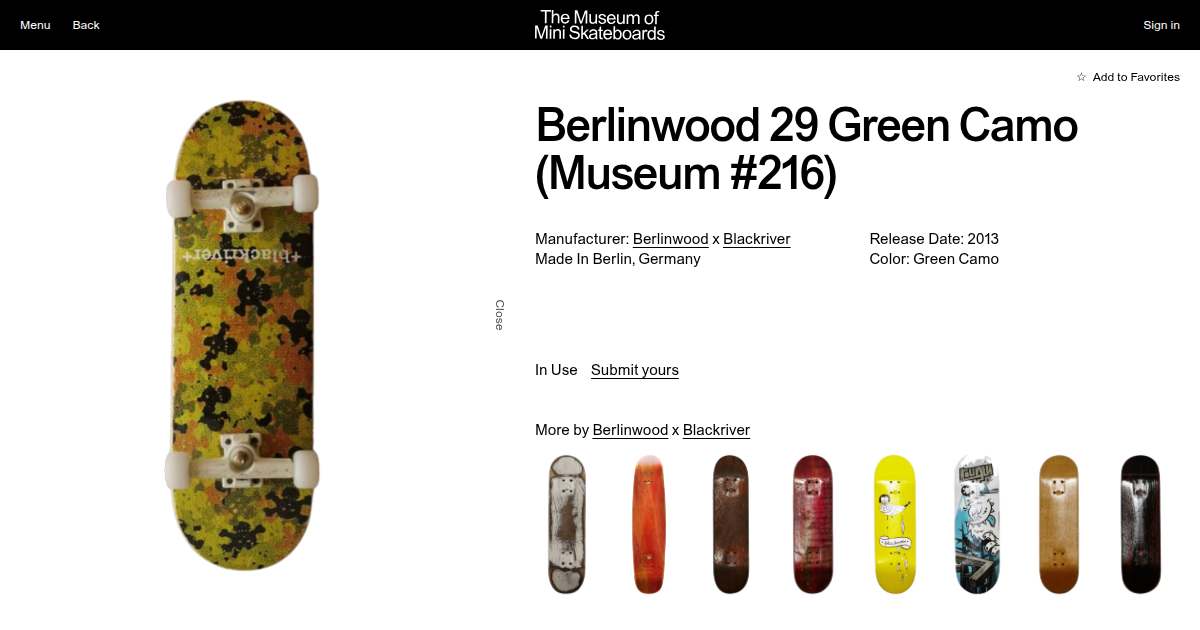 Menu
Back
The Museum of
Mini Skateboards
Sign in
☆ Add to Favorites
Berlinwood 29 Green Camo
(Museum #216)
Manufacturer: Berlinwood x Blackriver
Made In Berlin, Germany
Release Date: 2013
Color: Green Camo
+blackriver+
Close
In Use
Submit yours
More by Berlinwood x Blackriver